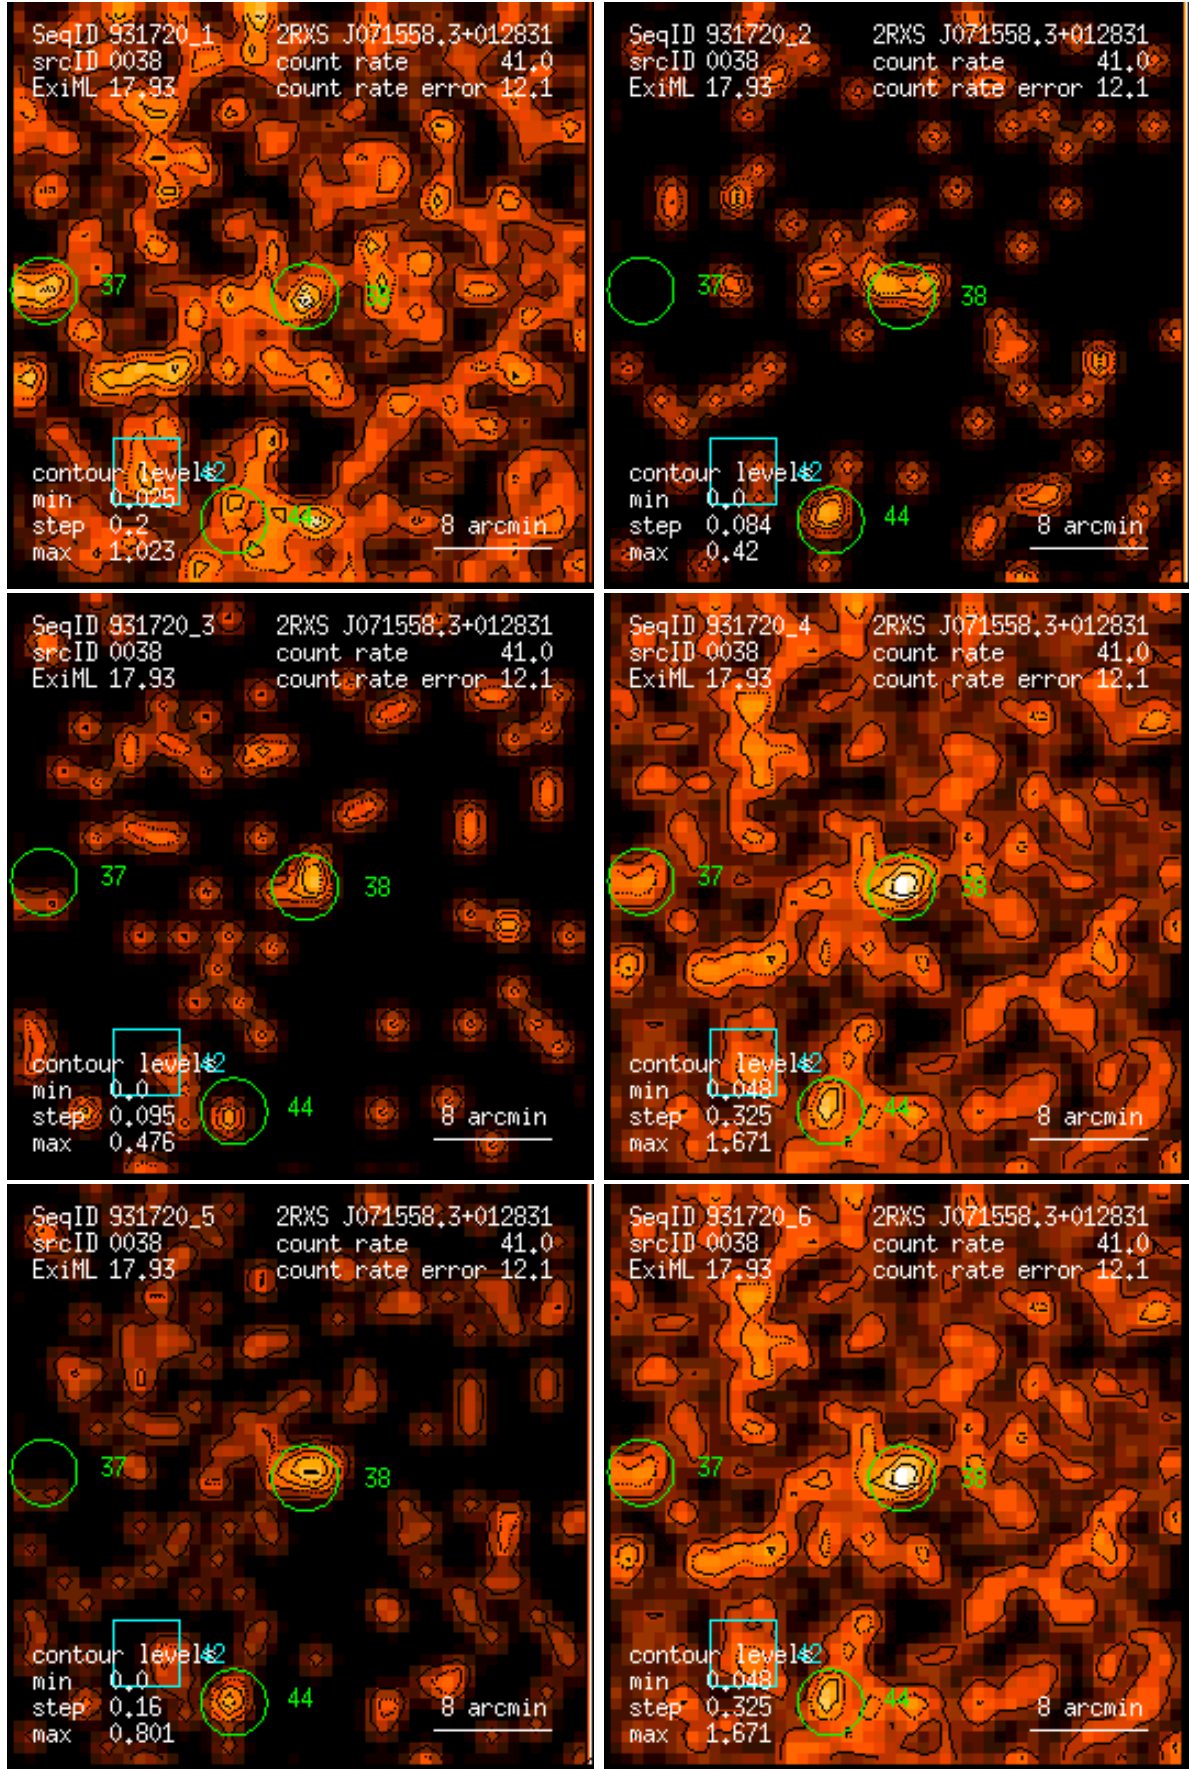 SeqID 931720_1 2RXS J071558.3+012831
srcID 0038 count rate 41.0
ExiML 17.93 count rate error 12.1
37
38
contour levels 42
min 0.025
step 0.2 44 8 arcmin
max 1.023
SeqID 931720_2 2RXS J071558.3+012831
srcID 0038 count rate 41.0
ExiML 17.93 count rate error 12.1
37
38
contour levels 42
min 0.0
step 0.084 44 8 arcmin
max 0.42
SeqID 931720_3 2RXS J071558.3+012831
srcID 0038 count rate 41.0
ExiML 17.93 count rate error 12.1
37
38
contour levels 42
min 0.0
step 0.095 44 8 arcmin
max 0.476
SeqID 931720_4 2RXS J071558.3+012831
srcID 0038 count rate 41.0
ExiML 17.93 count rate error 12.1
37
38
contour levels 42
min 0.048
step 0.325 44 8 arcmin
max 1.671
SeqID 931720_5 2RXS J071558.3+012831
srcID 0038 count rate 41.0
ExiML 17.93 count rate error 12.1
37
38
contour levels 42
min 0.0
step 0.16 44 8 arcmin
max 0.801
SeqID 931720_6 2RXS J071558.3+012831
srcID 0038 count rate 41.0
ExiML 17.93 count rate error 12.1
37
38
contour levels 42
min 0.048
step 0.325 44 8 arcmin
max 1.671